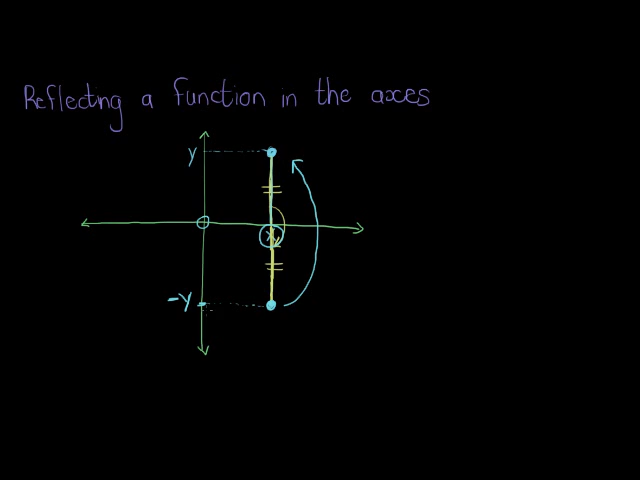 Reflecting a function in the axes
y
x
-y